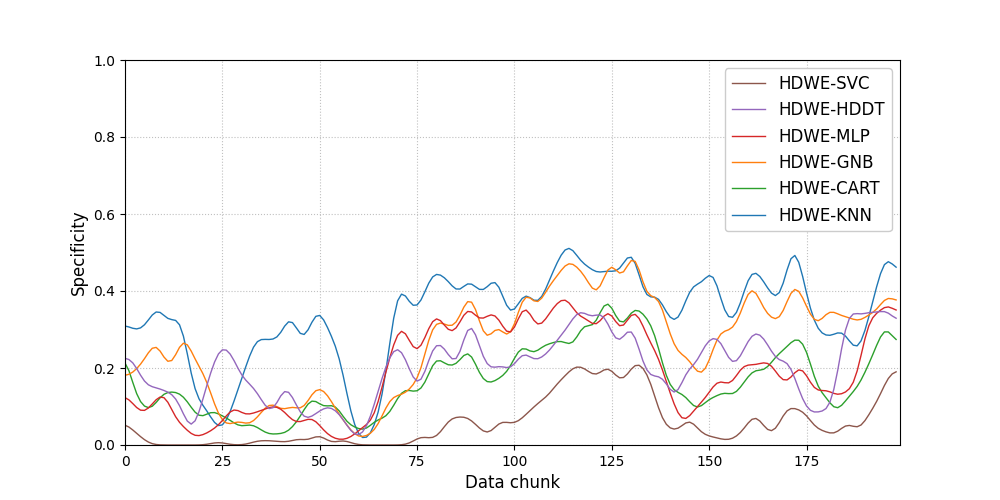 1.0
0.8
0.6
0.4
0.2
0.0
Specificity
0
25
50
75
100
125
150
175
Data chunk
HDWE-SVC
HDWE-HDDT
HDWE-MLP
HDWE-GNB
HDWE-CART
HDWE-KNN